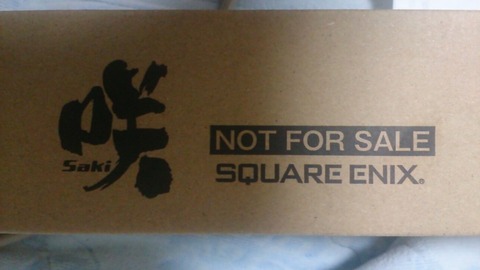 咲
Saki
NOT FOR SALE
SQUARE ENIX®